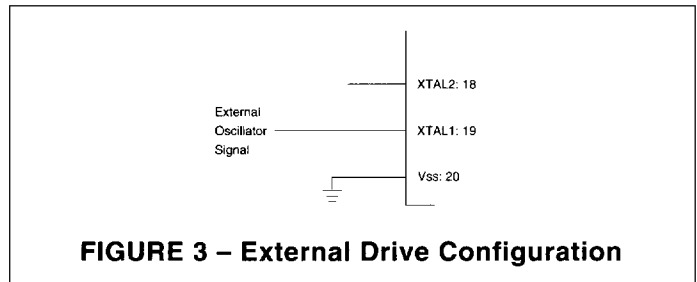 XTAL2: 18
External
Oscillator
Signal
XTAL1: 19
Vss: 20
FIGURE 3 – External Drive Configuration